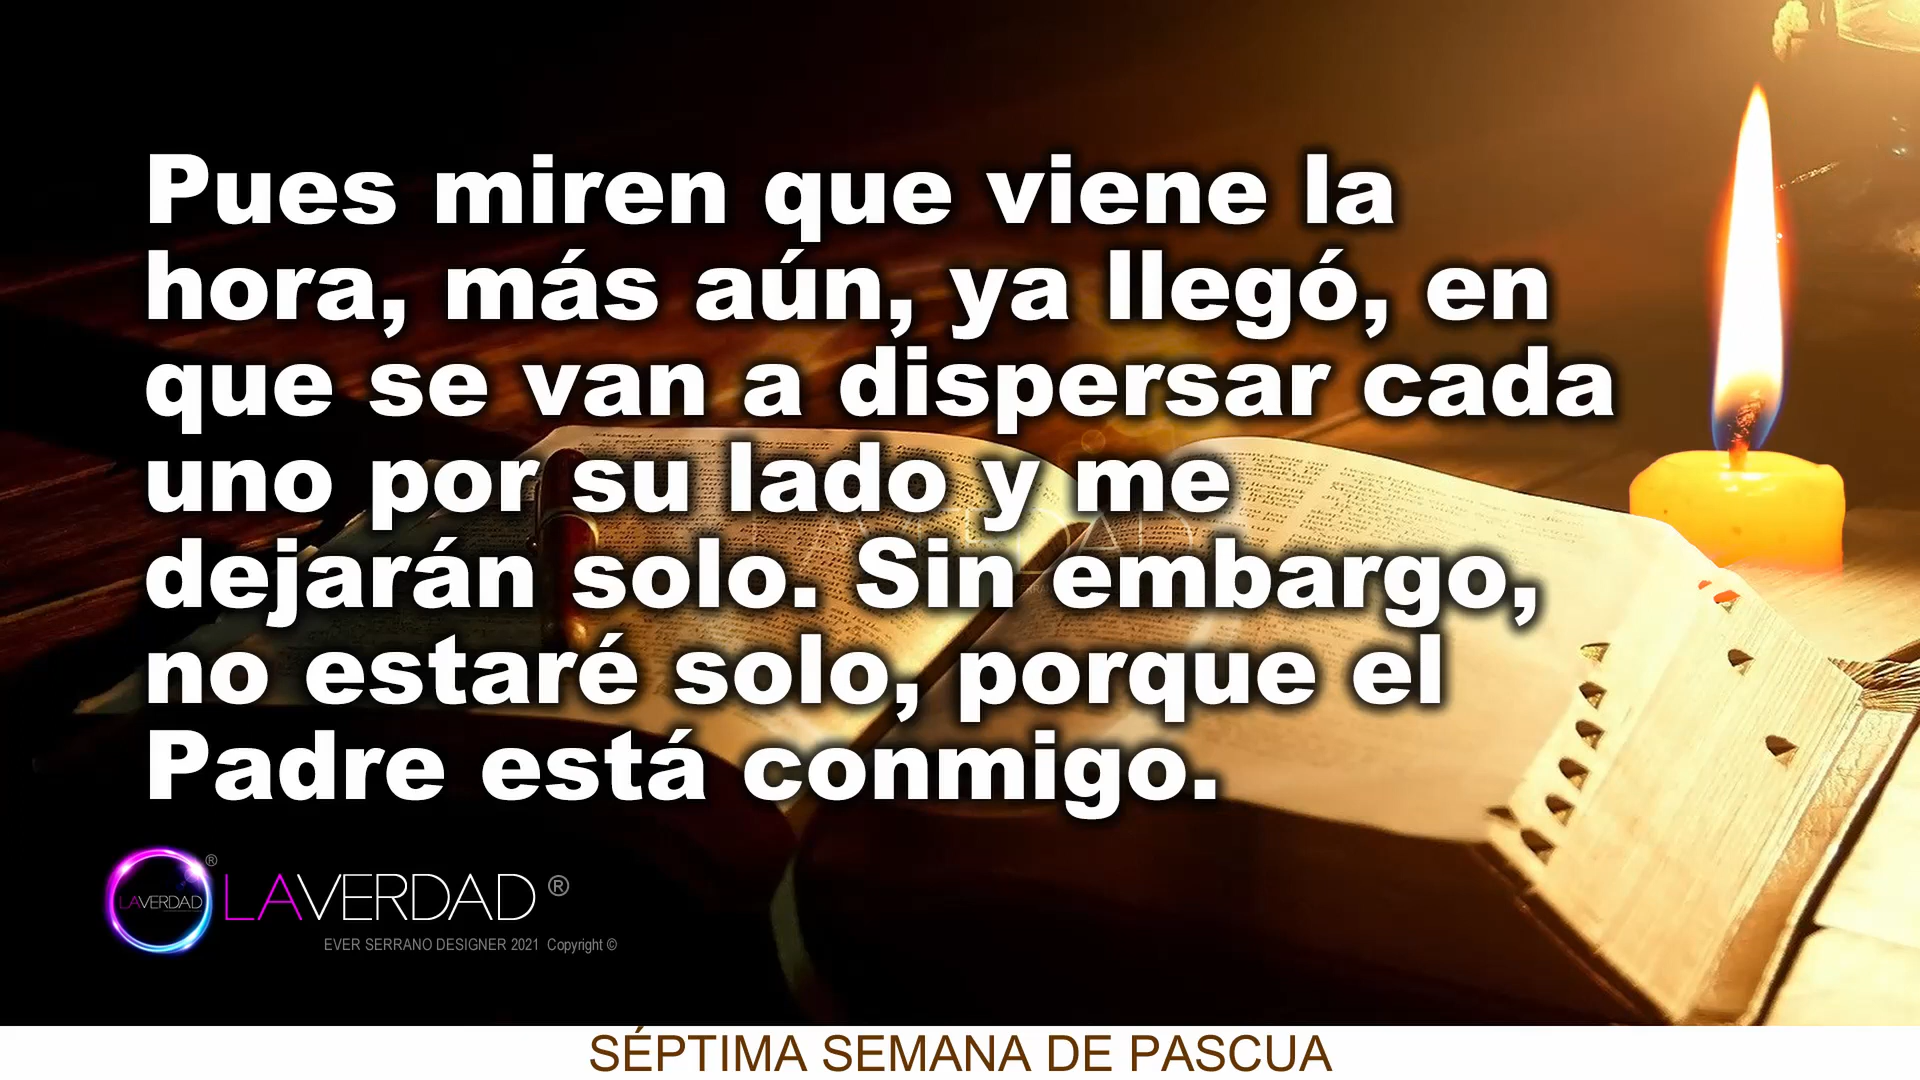 Pues miren que viene la
hora, más aún, ya llegó, en
que se van a dispersar cada
uno por su lado y me
dejarán solo. Sin embargo,
no estaré solo, porque el
Padre está conmigo.
LAVERDAD ® LAVERDAD ®
EVER SERRANO DESIGNER 2021 Copyright ©
SÉPTIMA SEMANA DE PASCUA